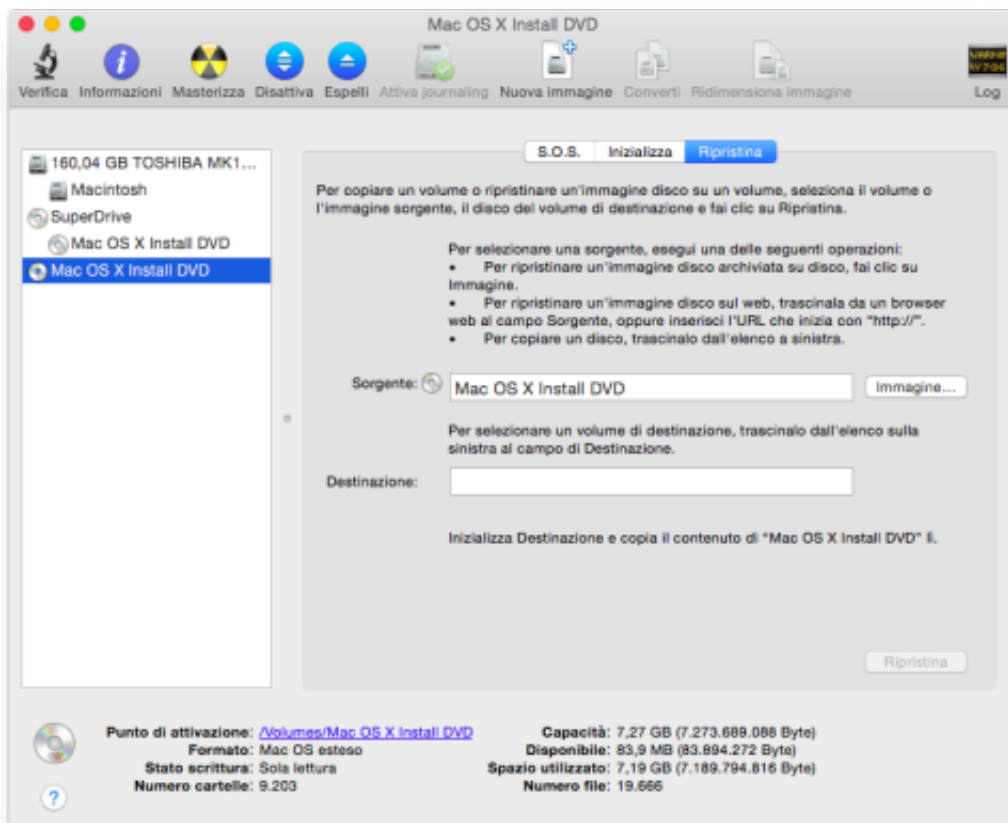 Mac OS X Install DVD
Verifica Informazioni Masterizza Disattiva Espelli Attiva journaling Nuova immagine Converti Ridimensiona immagine Log
160,04 GB TOSHIBA MK1...
Macintosh
SuperDrive
Mac OS X Install DVD
Mac OS X Install DVD
S.O.S. Inizializza Ripristina
Per copiare un volume o ripristinare un'immagine disco su un volume, seleziona il volume o
l'immagine sorgente, il disco del volume di destinazione e fai clic su Ripristina.
Per selezionare una sorgente, esegui una delle seguenti operazioni:
• Per ripristinare un'immagine disco archiviata su disco, fai clic su
Immagine.
• Per ripristinare un'immagine disco sul web, trascinala da un browser
web al campo Sorgente, oppure inserisci l'URL che inizia con "http://".
• Per copiare un disco, trascinalo dall'elenco a sinistra.
Sorgente: Mac OS X Install DVD Immagine...
Per selezionare un volume di destinazione, trascinalo dall'elenco sulla
sinistra al campo di Destinazione.
Destinazione:
Inizializza Destinazione e copia il contenuto di "Mac OS X Install DVD" lì.
Ripristina
Punto di attivazione: /Volumes/Mac OS X Install DVD
Formato: Mac OS esteso
Stato scrittura: Sola lettura
Numero cartelle: 9.203
Capacità: 7,27 GB (7.273.689.088 Byte)
Disponibile: 83,9 MB (83.894.272 Byte)
Spazio utilizzato: 7,19 GB (7.189.794.816 Byte)
Numero file: 19.666
?